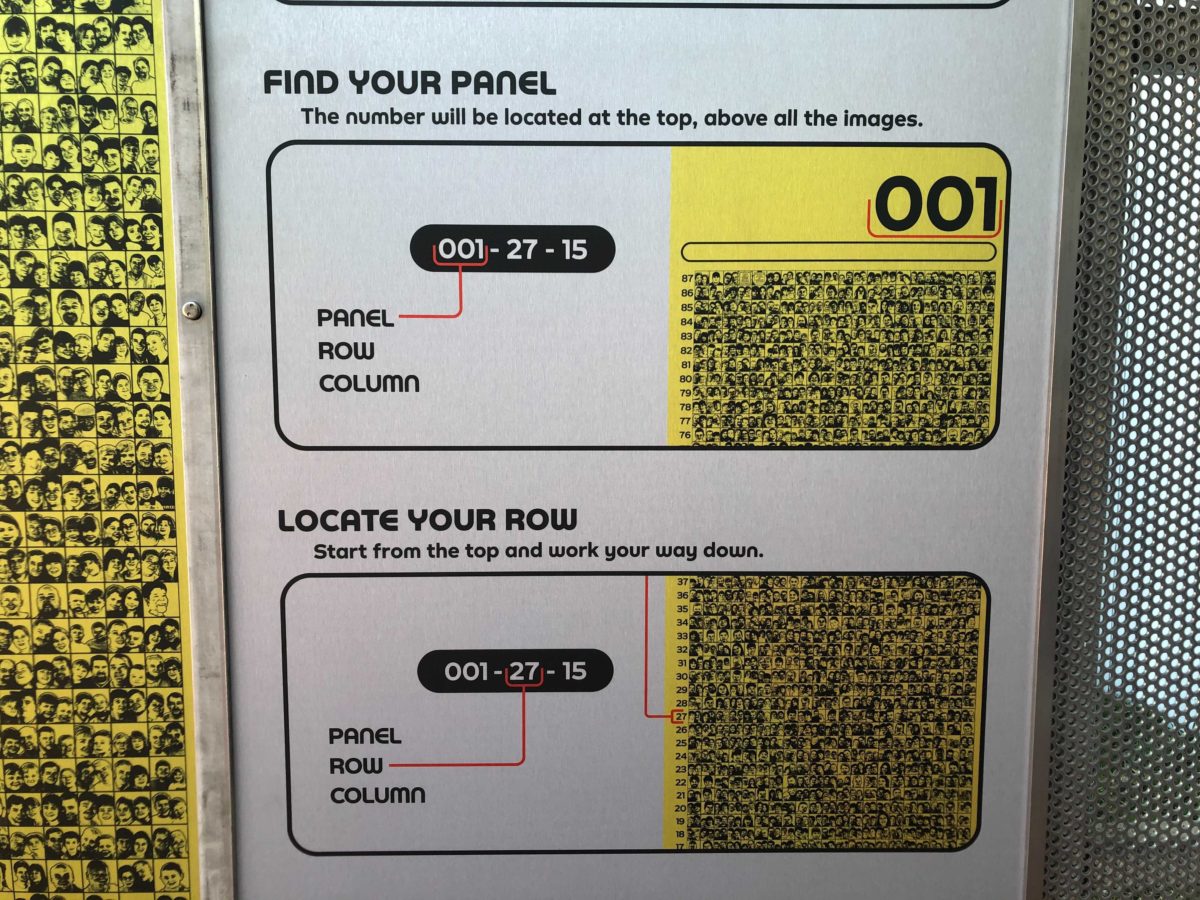 FIND YOUR PANEL
The number will be located at the top, above all the images.
001
001 - 27 - 15
PANEL
ROW
COLUMN
87
86
85
84
83
82
81
80
79
78
77
76
LOCATE YOUR ROW
Start from the top and work your way down.
001 - 27 - 15
PANEL
ROW
COLUMN
37
36
35
34
33
32
31
30
29
28
27
26
25
24
23
22
21
20
19
18
17